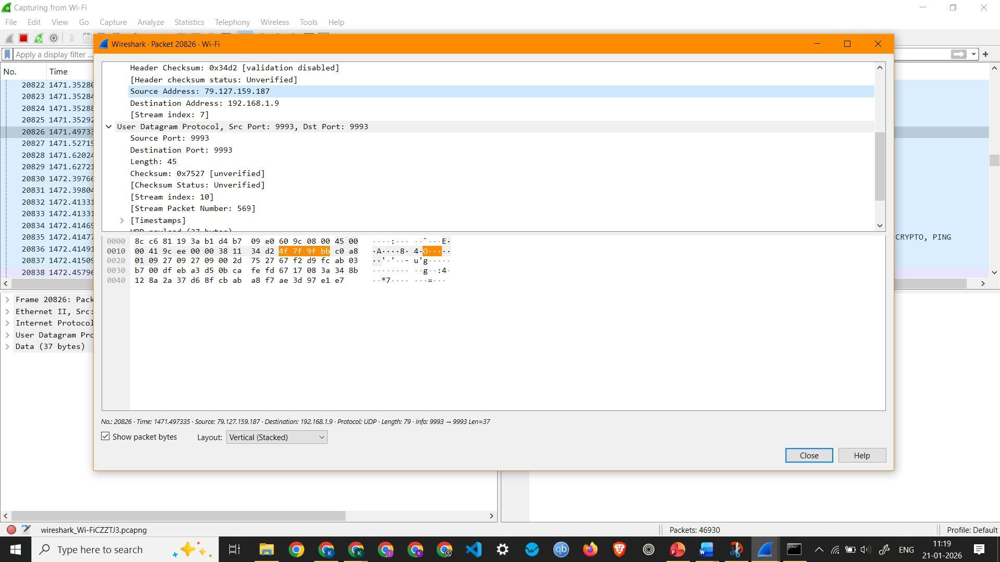 Capturing from Wi-Fi
File Edit View Go Capture Analyze Statistics Telephony Wireless Tools Help
Wireshark · Packet 20826 · Wi-Fi
Apply a display filter ...
No. Time
20822 1471.35280
20823 1471.35284
20824 1471.35288
20825 1471.35292
20826 1471.49733
20827 1471.52719
20828 1471.62024
20829 1471.62721
20830 1472.39766
20831 1472.39804
20832 1472.41331
20833 1472.41331
20834 1472.41469
20835 1472.41477
20836 1472.41491
20837 1472.41509
20838 1472.45796
CRYPTO, PING
Header Checksum: 0x34d2 [validation disabled]
[Header checksum status: Unverified]
Source Address: 79.127.159.187
Destination Address: 192.168.1.9
[Stream index: 7]
User Datagram Protocol, Src Port: 9993, Dst Port: 9993
Source Port: 9993
Destination Port: 9993
Length: 45
Checksum: 0x7527 [unverified]
[Checksum Status: Unverified]
[Stream index: 10]
[Stream Packet Number: 569]
[Timestamps]
UDP payload (37 bytes)
0000 8c c6 81 19 3a b1 d4 b7 09 e0 60 9c 08 00 45 00 ····:··· ··`···E·
0010 00 41 9c ee 00 00 38 11 34 d2 4f 7f 9f bb c0 a8 ·A····8· 4·O·····
0020 01 09 27 09 27 09 00 2d 75 27 67 f2 d9 fc ab 03 ··'·'··- u'g·····
0030 b7 00 df eb a3 d5 0b ca fe fd 67 17 08 3a 34 8b ········ ··g··:4·
0040 12 8a 2a 37 d6 8f cb ab a8 f7 ae 3d 97 e1 e7 ··*7···· ···=···
No.: 20826 · Time: 1471.497335 · Source: 79.127.159.187 · Destination: 192.168.1.9 · Protocol: UDP · Length: 79 · Info: 9993 → 9993 Len=37
Show packet bytes Layout: Vertical (Stacked)
Close Help
Frame 20826: Pack
Ethernet II, Src:
Internet Protocol
User Datagram Pro
Data (37 bytes)
wireshark_Wi-FiCZZTJ3.pcapng Packets: 46930 Profile: Default
Type here to search
qb
ENG
11:19
21-01-2026